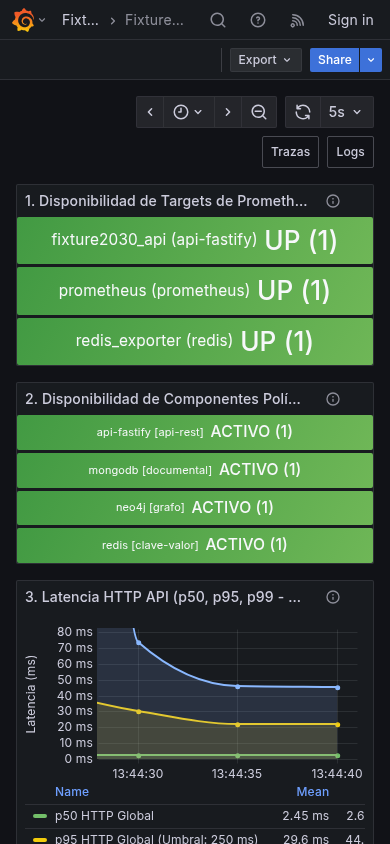 Fixt... › Fixture... Sign in
Export Share
5s
Trazas Logs
1. Disponibilidad de Targets de Prometh...
fixture2030_api (api-fastify) UP (1)
prometheus (prometheus) UP (1)
redis_exporter (redis) UP (1)
2. Disponibilidad de Componentes Polí...
api-fastify [api-rest] ACTIVO (1)
mongodb [documental] ACTIVO (1)
neo4j [grafo] ACTIVO (1)
redis [clave-valor] ACTIVO (1)
3. Latencia HTTP API (p50, p95, p99 - ...
Latencia (ms)
80 ms
70 ms
60 ms
50 ms
40 ms
30 ms
20 ms
10 ms
0 ms
13:44:30 13:44:35 13:44:40
Name Mean
p50 HTTP Global 2.45 ms 2.6
p95 HTTP Global (Umbral: 250 ms) 29.6 ms 44.